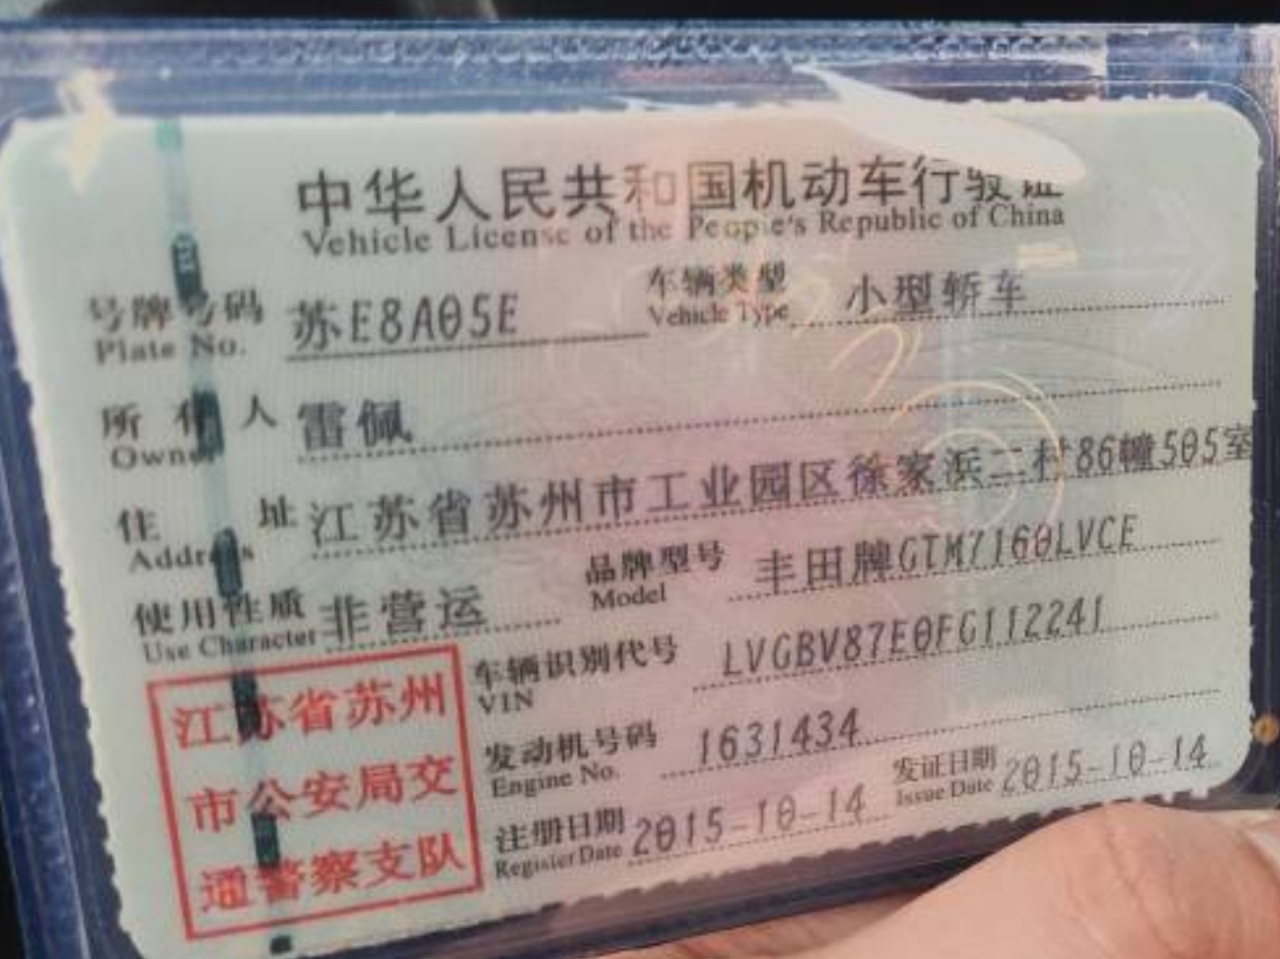 中华人民共和国机动车行驶证
Vehicle License of the People's Republic of China
号牌号码 苏E8A05E 车辆类型 小型轿车
Plate No. Vehicle Type
所有人 雷佩
Owner
住址 江苏省苏州市工业园区徐家浜二村86幢505室
Address
使用性质 非营运 品牌型号 丰田牌GTM7160LVCE
Use Character Model
车辆识别代号 LVGBV87E0FG112241
VIN
发动机号码 1631434
Engine No.
注册日期 2015-10-14 发证日期 2015-10-14
Register Date Issue Date
江苏省苏州
市公安局交
通警察支队